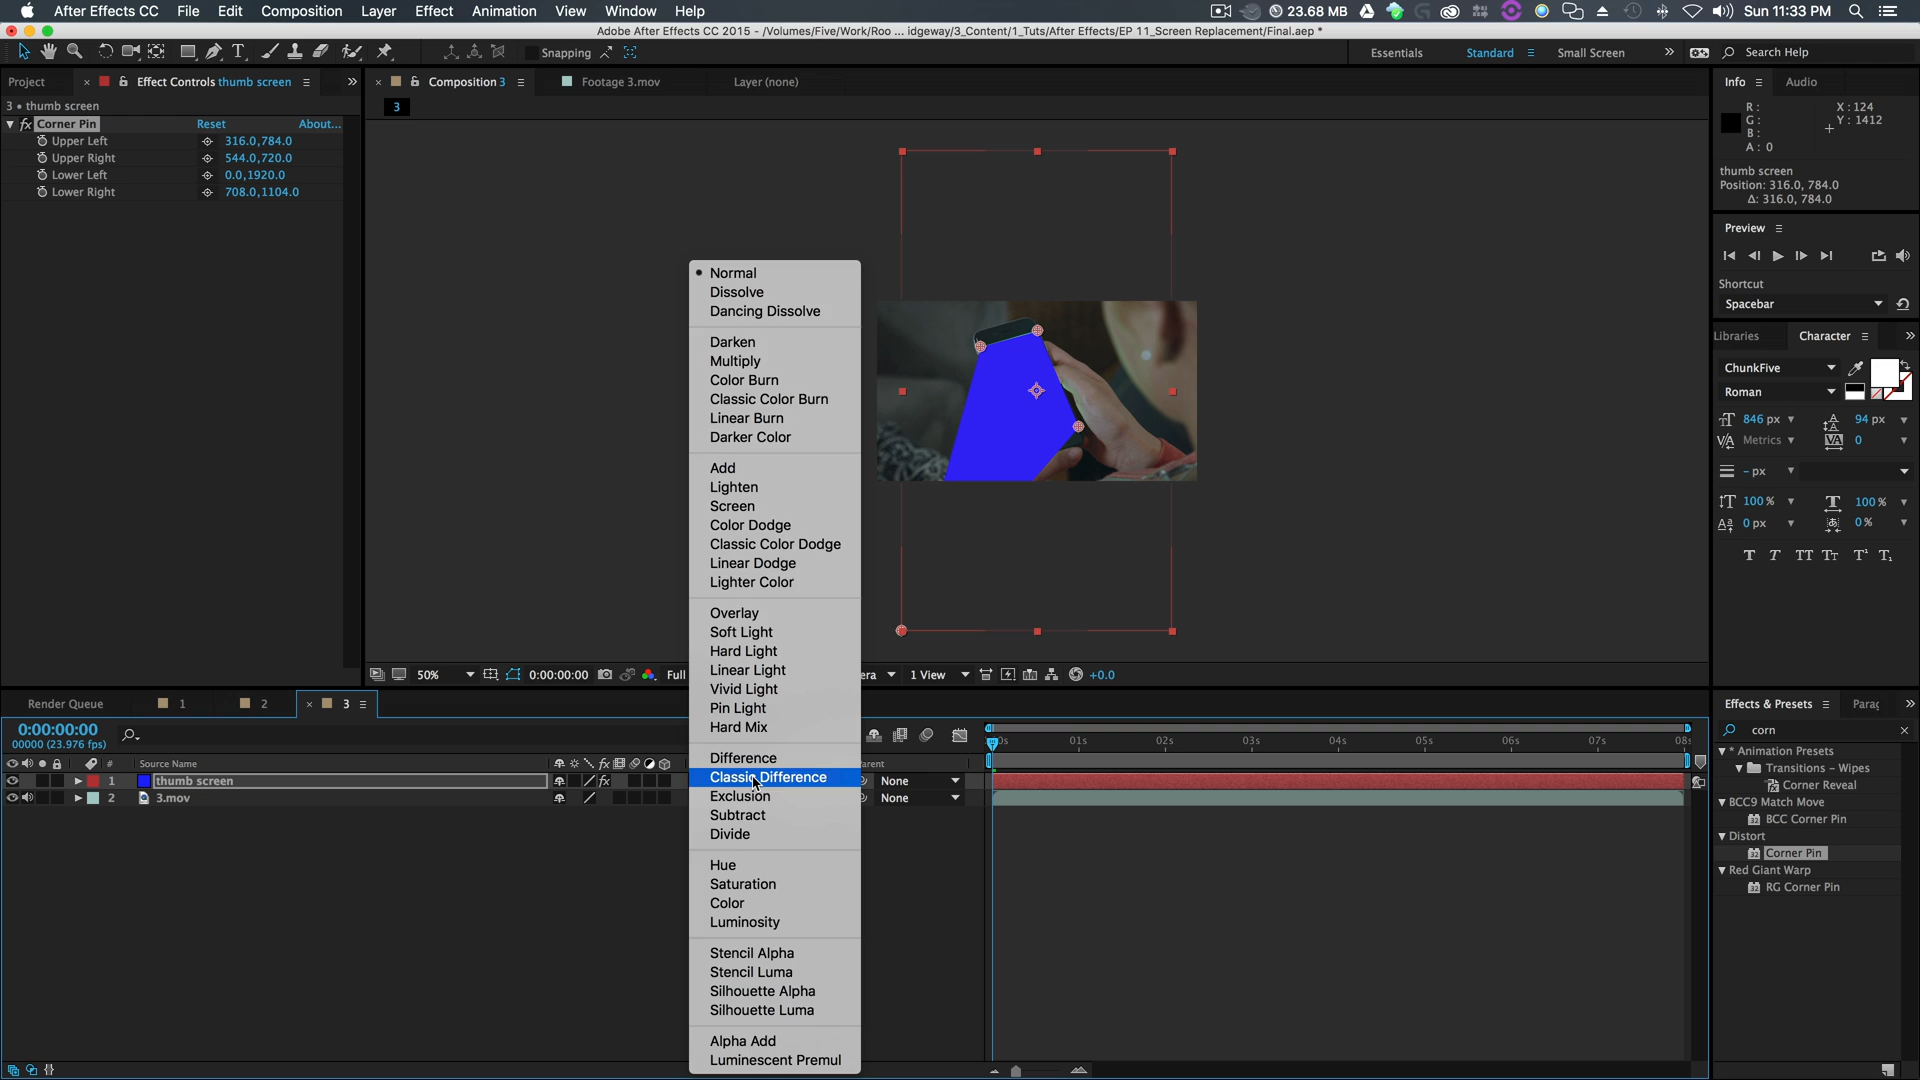 After Effects CC File Edit Composition Layer Effect Animation View Window Help
23.68 MB Sun 11:33 PM
Adobe After Effects CC 2015 - /Volumes/Five/Work/Roo ... idgeway/3_Content/1_Tuts/After Effects/EP 11_Screen Replacement/Final.aep *
Snapping Essentials Standard Small Screen Search Help
Project Effect Controls thumb screen
Composition 3 Footage 3.mov Layer (none)
Info Audio
3 • thumb screen
3
Corner Pin Reset About...
Upper Left 316.0,784.0
Upper Right 544.0,720.0
Lower Left 0.0,1920.0
Lower Right 708.0,1104.0
R :
G :
B :
A : 0
X : 124
Y : 1412
thumb screen
Position: 316.0, 784.0
Δ: 316.0, 784.0
Preview
Shortcut
Spacebar
Libraries Character
ChunkFive
Roman
846 px 94 px
Metrics 0
- px
100 % 100 %
0 px 0 %
T T TT Tt T¹ T₁
Normal
Dissolve
Dancing Dissolve
Darken
Multiply
Color Burn
Classic Color Burn
Linear Burn
Darker Color
Add
Lighten
Screen
Color Dodge
Classic Color Dodge
Linear Dodge
Lighter Color
Overlay
Soft Light
Hard Light
Linear Light
Vivid Light
Pin Light
Hard Mix
Difference
Classic Difference
Exclusion
Subtract
Divide
Hue
Saturation
Color
Luminosity
Stencil Alpha
Stencil Luma
Silhouette Alpha
Silhouette Luma
Alpha Add
Luminescent Premul
50% 0:00:00:00 Full era 1 View +0.0
Render Queue 1 2 3
0:00:00:00
00000 (23.976 fps)
0s 01s 02s 03s 04s 05s 06s 07s 08s
# Source Name arent
1 thumb screen None
2 3.mov None
Effects & Presets Parag
corn
* Animation Presets
Transitions – Wipes
Corner Reveal
BCC9 Match Move
BCC Corner Pin
Distort
Corner Pin
Red Giant Warp
RG Corner Pin